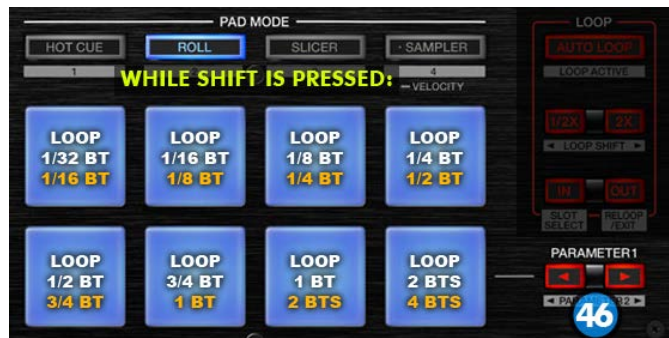 PAD MODE
LOOP
HOT CUE ROLL SLICER · SAMPLER AUTO LOOP
1 4 LOOP ACTIVE
WHILE SHIFT IS PRESSED:
– VELOCITY
LOOP LOOP LOOP LOOP
1/32 BT 1/16 BT 1/8 BT 1/4 BT
1/16 BT 1/8 BT 1/4 BT 1/2 BT
1/2X 2X
◄ LOOP SHIFT ►
IN OUT
SLOT SELECT RELOOP /EXIT
LOOP LOOP LOOP LOOP
1/2 BT 3/4 BT 1 BT 2 BTS
3/4 BT 1 BT 2 BTS 4 BTS
PARAMETER1
◄ ►
46